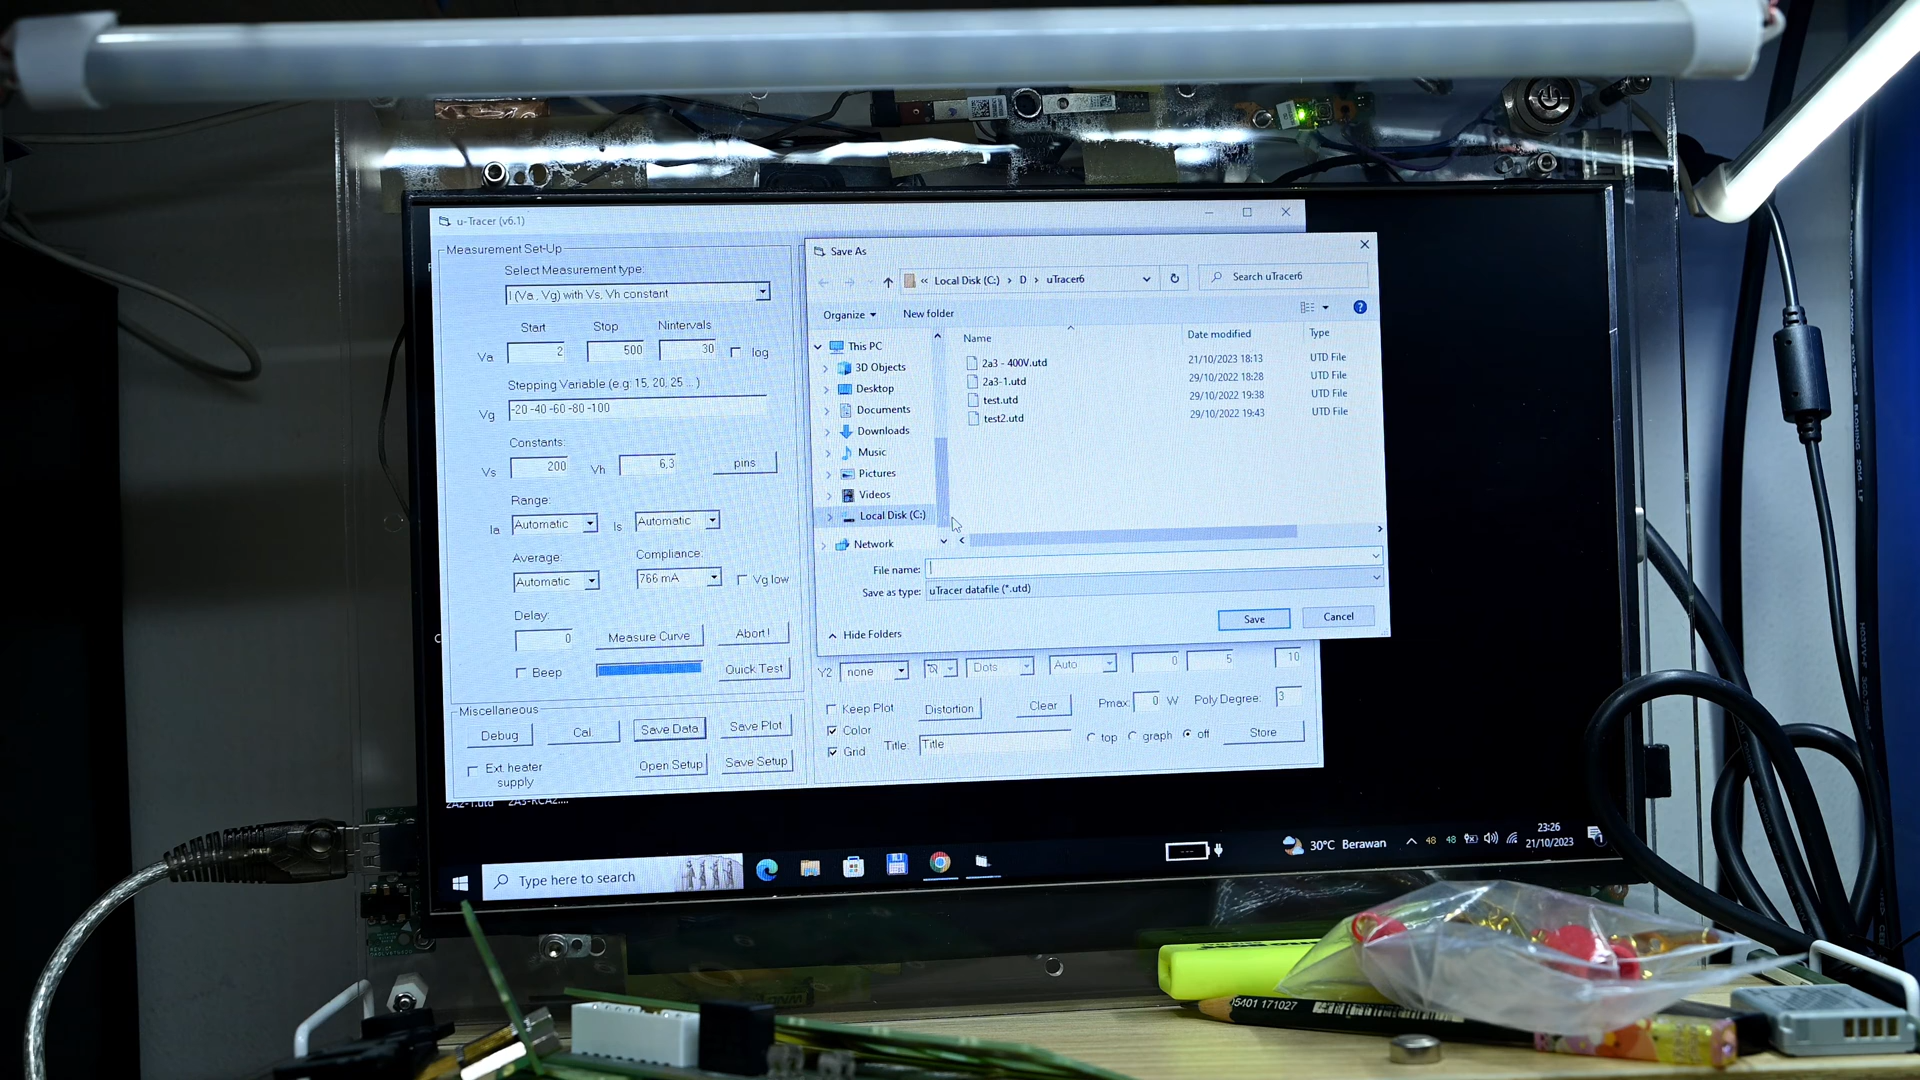 u-Tracer (v6.1)
Measurement Set-Up
Select Measurement type:
I (Va , Vg) with Vs, Vh constant
Start Stop Nintervals
Va 2 500 30 log
Stepping Variable (e.g: 15, 20, 25 ... )
Vg -20 -40 -60 -80 -100
Constants:
Vs 200 Vh 6,3 pins
Range:
Ia Automatic Is Automatic
Average: Compliance:
Automatic 766 mA Vg low
Delay:
0 Measure Curve Abort !
Beep Quick Test
Miscellaneous
Debug Cal. Save Data Save Plot
Ext. heater supply Open Setup Save Setup
Save As
« Local Disk (C:) › D › uTracer6
Search uTracer6
Organize New folder
This PC
3D Objects
Desktop
Documents
Downloads
Music
Pictures
Videos
Local Disk (C:)
Network
Name Date modified Type
2a3 - 400V.utd 21/10/2023 18:13 UTD File
2a3-1.utd 29/10/2022 18:28 UTD File
test.utd 29/10/2022 19:38 UTD File
test2.utd 29/10/2022 19:43 UTD File
File name:
Save as type: uTracer datafile (*.utd)
Hide Folders Save Cancel
Y2 none Dots Auto 0 5 10
Keep Plot Distortion Clear Pmax: 0 W Poly Degree: 3
Color
Grid Title: Title top graph off Store
2A2-1.utd
Type here to search
30°C Berawan
48 48
23:26
21/10/2023
1
05401 171027